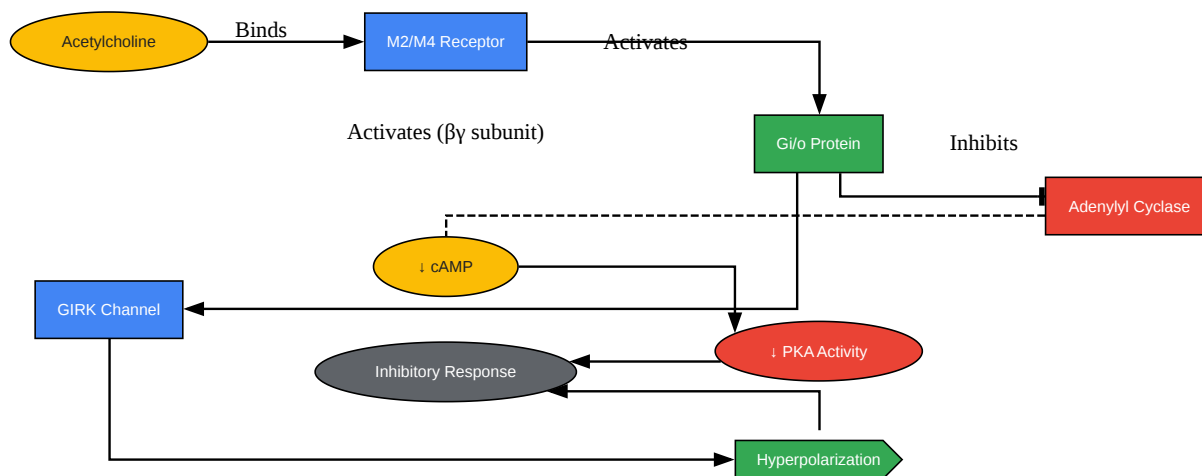 Acetylcholine
Binds
M2/M4 Receptor
Activates
Activates (βγ subunit)
Gi/o Protein
Inhibits
Adenylyl Cyclase
↓ cAMP
GIRK Channel
↓ PKA Activity
Inhibitory Response
Hyperpolarization